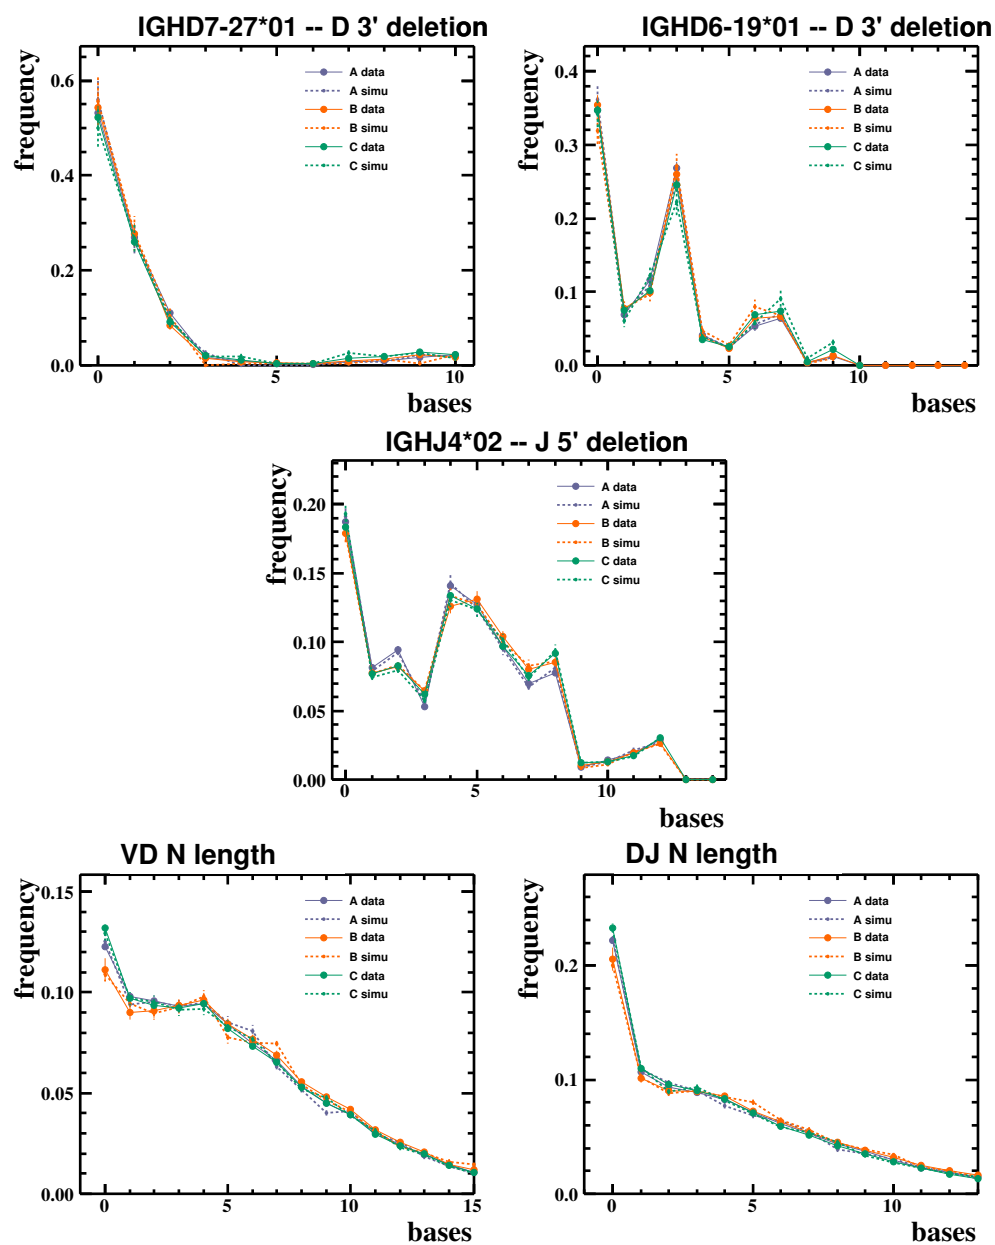 IGHD7-27*01 -- D 3' deletion
frequency
0.6
0.4
0.2
0.0
A data
A simu
B data
B simu
C data
C simu
0 5 10
bases
IGHD6-19*01 -- D 3' deletion
frequency
0.4
0.3
0.2
0.1
0.0
A data
A simu
B data
B simu
C data
C simu
0 5 10
bases
IGHJ4*02 -- J 5' deletion
frequency
0.20
0.15
0.10
0.05
0.00
A data
A simu
B data
B simu
C data
C simu
0 5 10
bases
VD N length
frequency
0.15
0.10
0.05
0.00
A data
A simu
B data
B simu
C data
C simu
0 5 10 15
bases
DJ N length
frequency
0.2
0.1
0.0
A data
A simu
B data
B simu
C data
C simu
0 5 10
bases